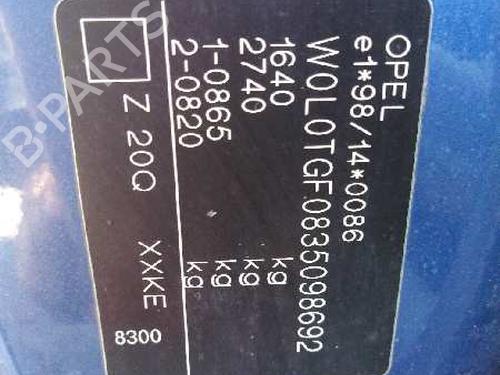 OPEL
e1*98/14*0086
W0L0TGF0835098692
1640 kg
2740 kg
1-0865 kg
2-0820 kg
Z 20Q XXKE 8300
B-PARTS